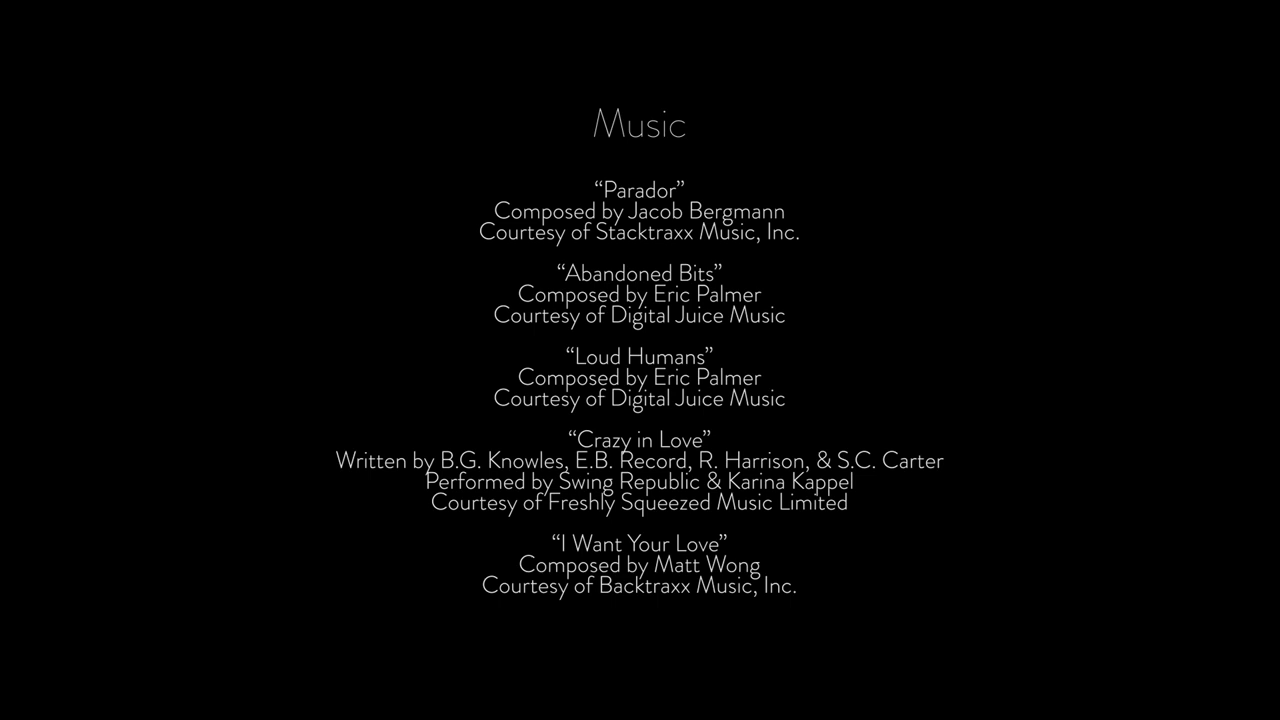 Music
“Parador”
Composed by Jacob Bergmann
Courtesy of Stacktraxx Music, Inc.
“Abandoned Bits”
Composed by Eric Palmer
Courtesy of Digital Juice Music
“Loud Humans”
Composed by Eric Palmer
Courtesy of Digital Juice Music
“Crazy in Love”
Written by B.G. Knowles, E.B. Record, R. Harrison, & S.C. Carter
Performed by Swing Republic & Karina Kappel
Courtesy of Freshly Squeezed Music Limited
“I Want Your Love”
Composed by Matt Wong
Courtesy of Backtraxx Music, Inc.